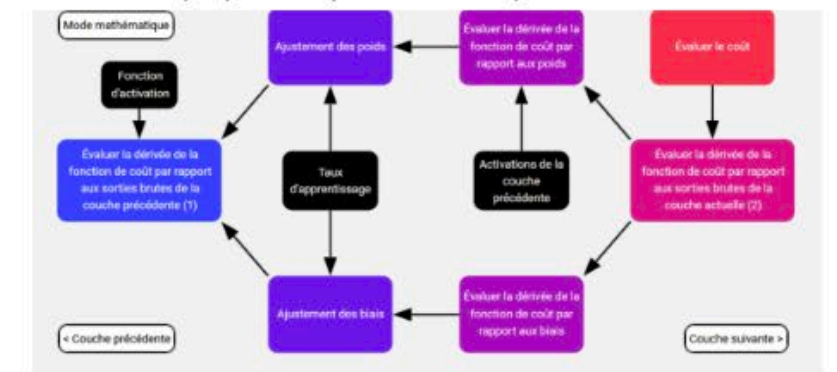 Mode mathématique
Ajustement des poids
Évaluer la dérivée de la
fonction de coût par
rapport aux poids
Évaluer le coût
Fonction
d'activation
Évaluer la dérivée de la
fonction de coût par rapport
aux sorties brutes de la
couche précédente (1)
Taux
d'apprentissage
Activations de la
couche
précédente
Évaluer la dérivée de la
fonction de coût par rapport
aux sorties brutes de la
couche actuelle (2)
Ajustement des biais
Évaluer la dérivée de la
fonction de coût par
rapport aux biais
< Couche précédente
Couche suivante >